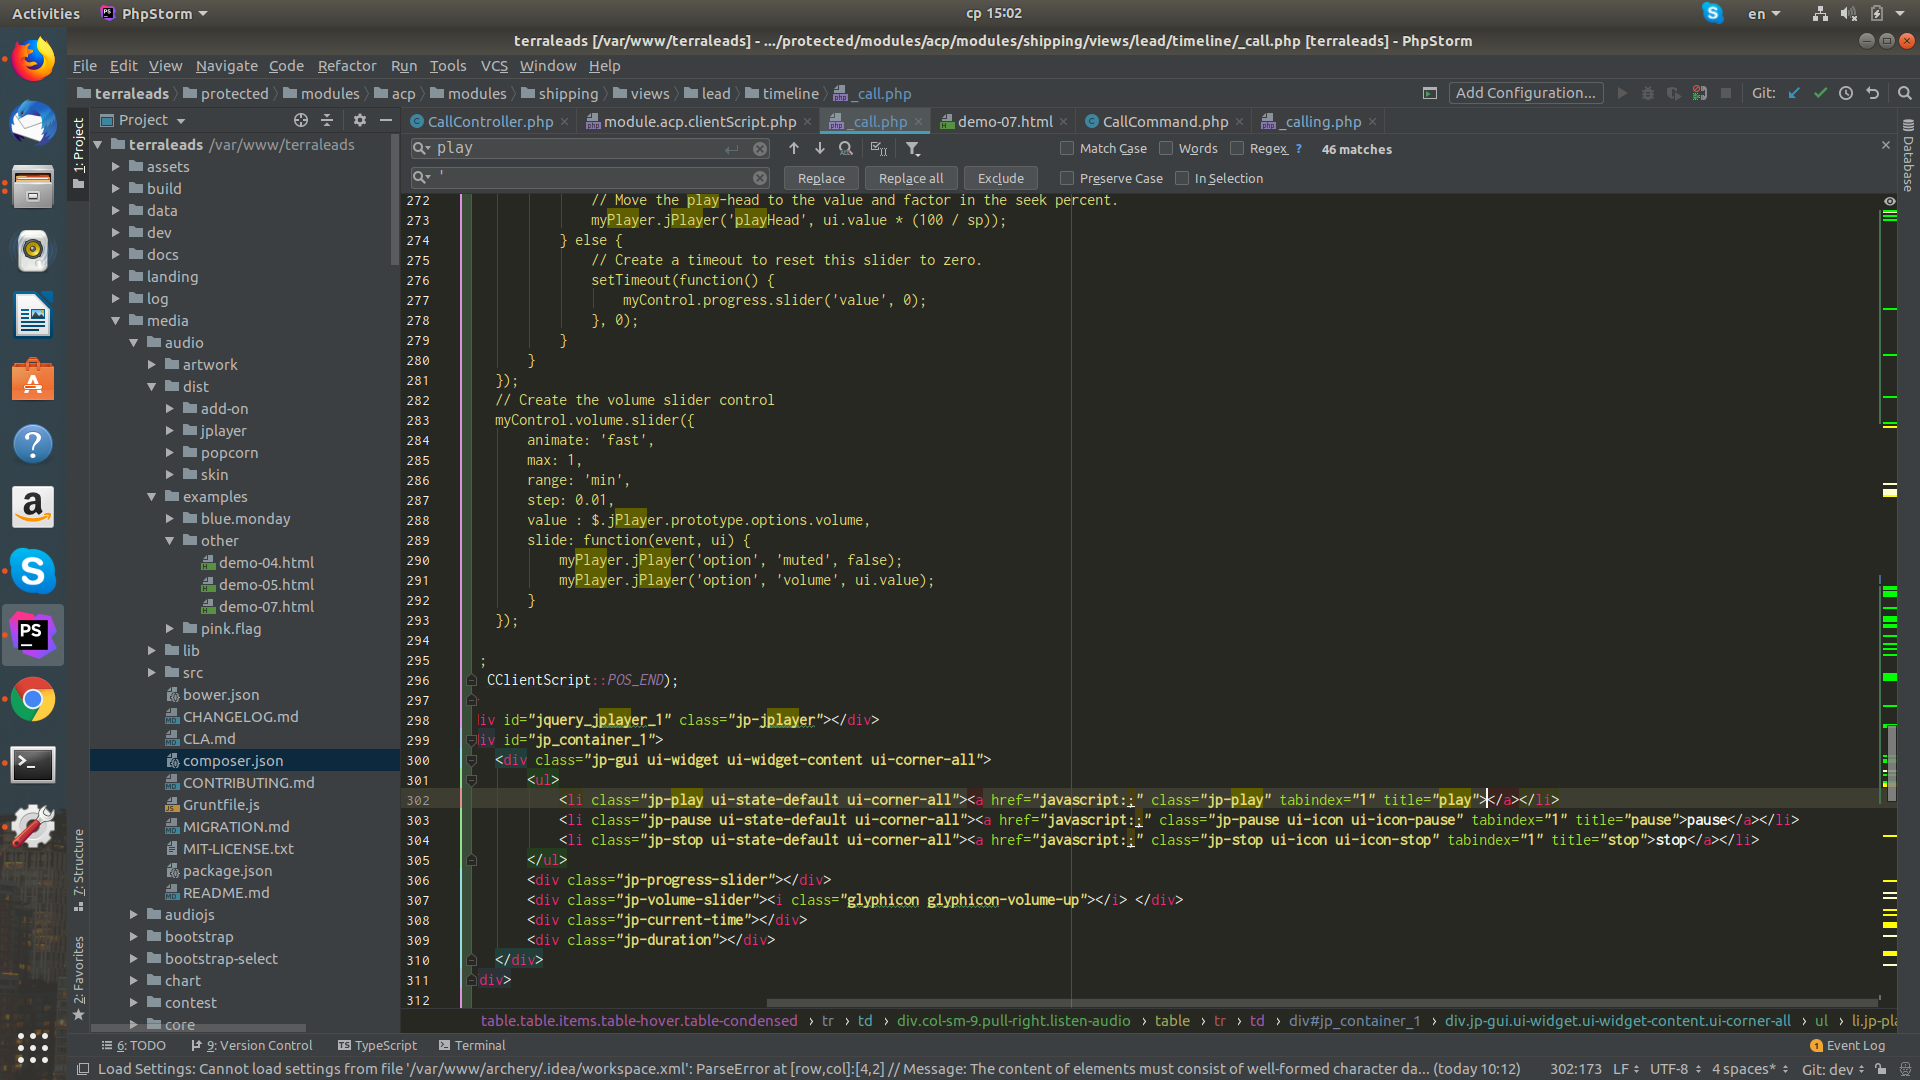 Activities PhpStorm ср 15:02 en
terraleads [/var/www/terraleads] - .../protected/modules/acp/modules/shipping/views/lead/timeline/_call.php [terraleads] - PhpStorm
File Edit View Navigate Code Refactor Run Tools VCS Window Help
terraleads protected modules acp modules shipping views lead timeline _call.php Add Configuration... Git:
Project CallController.php module.acp.clientScript.php _call.php demo-07.html CallCommand.php _calling.php
play Match Case Words Regex ? 46 matches
' Replace Replace all Exclude Preserve Case In Selection
1: Project
7: Structure
2: Favorites
Database
terraleads /var/www/terraleads
assets
build
data
dev
docs
landing
log
media
audio
artwork
dist
add-on
jplayer
popcorn
skin
examples
blue.monday
other
demo-04.html
demo-05.html
demo-07.html
pink.flag
lib
src
bower.json
CHANGELOG.md
CLA.md
composer.json
CONTRIBUTING.md
Gruntfile.js
MIGRATION.md
MIT-LICENSE.txt
package.json
README.md
audiojs
bootstrap
bootstrap-select
chart
contest
core
272 // Move the play-head to the value and factor in the seek percent.
273 myPlayer.jPlayer('playHead', ui.value * (100 / sp));
274 } else {
275 // Create a timeout to reset this slider to zero.
276 setTimeout(function() {
277 myControl.progress.slider('value', 0);
278 }, 0);
279 }
280 }
281 });
282 // Create the volume slider control
283 myControl.volume.slider({
284 animate: 'fast',
285 max: 1,
286 range: 'min',
287 step: 0.01,
288 value : $.jPlayer.prototype.options.volume,
289 slide: function(event, ui) {
290 myPlayer.jPlayer('option', 'muted', false);
291 myPlayer.jPlayer('option', 'volume', ui.value);
292 }
293 });
294
295 ;
296 CClientScript::POS_END);
297
298 iv id="jquery_jplayer_1" class="jp-jplayer"></div>
299 iv id="jp_container_1">
300 <div class="jp-gui ui-widget ui-widget-content ui-corner-all">
301 <ul>
302 <li class="jp-play ui-state-default ui-corner-all"><a href="javascript:;" class="jp-play" tabindex="1" title="play"></a></li>
303 <li class="jp-pause ui-state-default ui-corner-all"><a href="javascript:;" class="jp-pause ui-icon ui-icon-pause" tabindex="1" title="pause">pause</a></li>
304 <li class="jp-stop ui-state-default ui-corner-all"><a href="javascript:;" class="jp-stop ui-icon ui-icon-stop" tabindex="1" title="stop">stop</a></li>
305 </ul>
306 <div class="jp-progress-slider"></div>
307 <div class="jp-volume-slider"><i class="glyphicon glyphicon-volume-up"></i> </div>
308 <div class="jp-current-time"></div>
309 <div class="jp-duration"></div>
310 </div>
311 div>
312
table.table.items.table-hover.table-condensed › tr › td › div.col-sm-9.pull-right.listen-audio › table › tr › td › div#jp_container_1 › div.jp-gui.ui-widget.ui-widget-content.ui-corner-all › ul › li.jp-pla
6: TODO 9: Version Control TypeScript Terminal 1 Event Log
Load Settings: Cannot load settings from file '/var/www/archery/.idea/workspace.xml': ParseError at [row,col]:[4,2] // Message: The content of elements must consist of well-formed character da... (today 10:12) 302:173 LF UTF-8 4 spaces* Git: dev